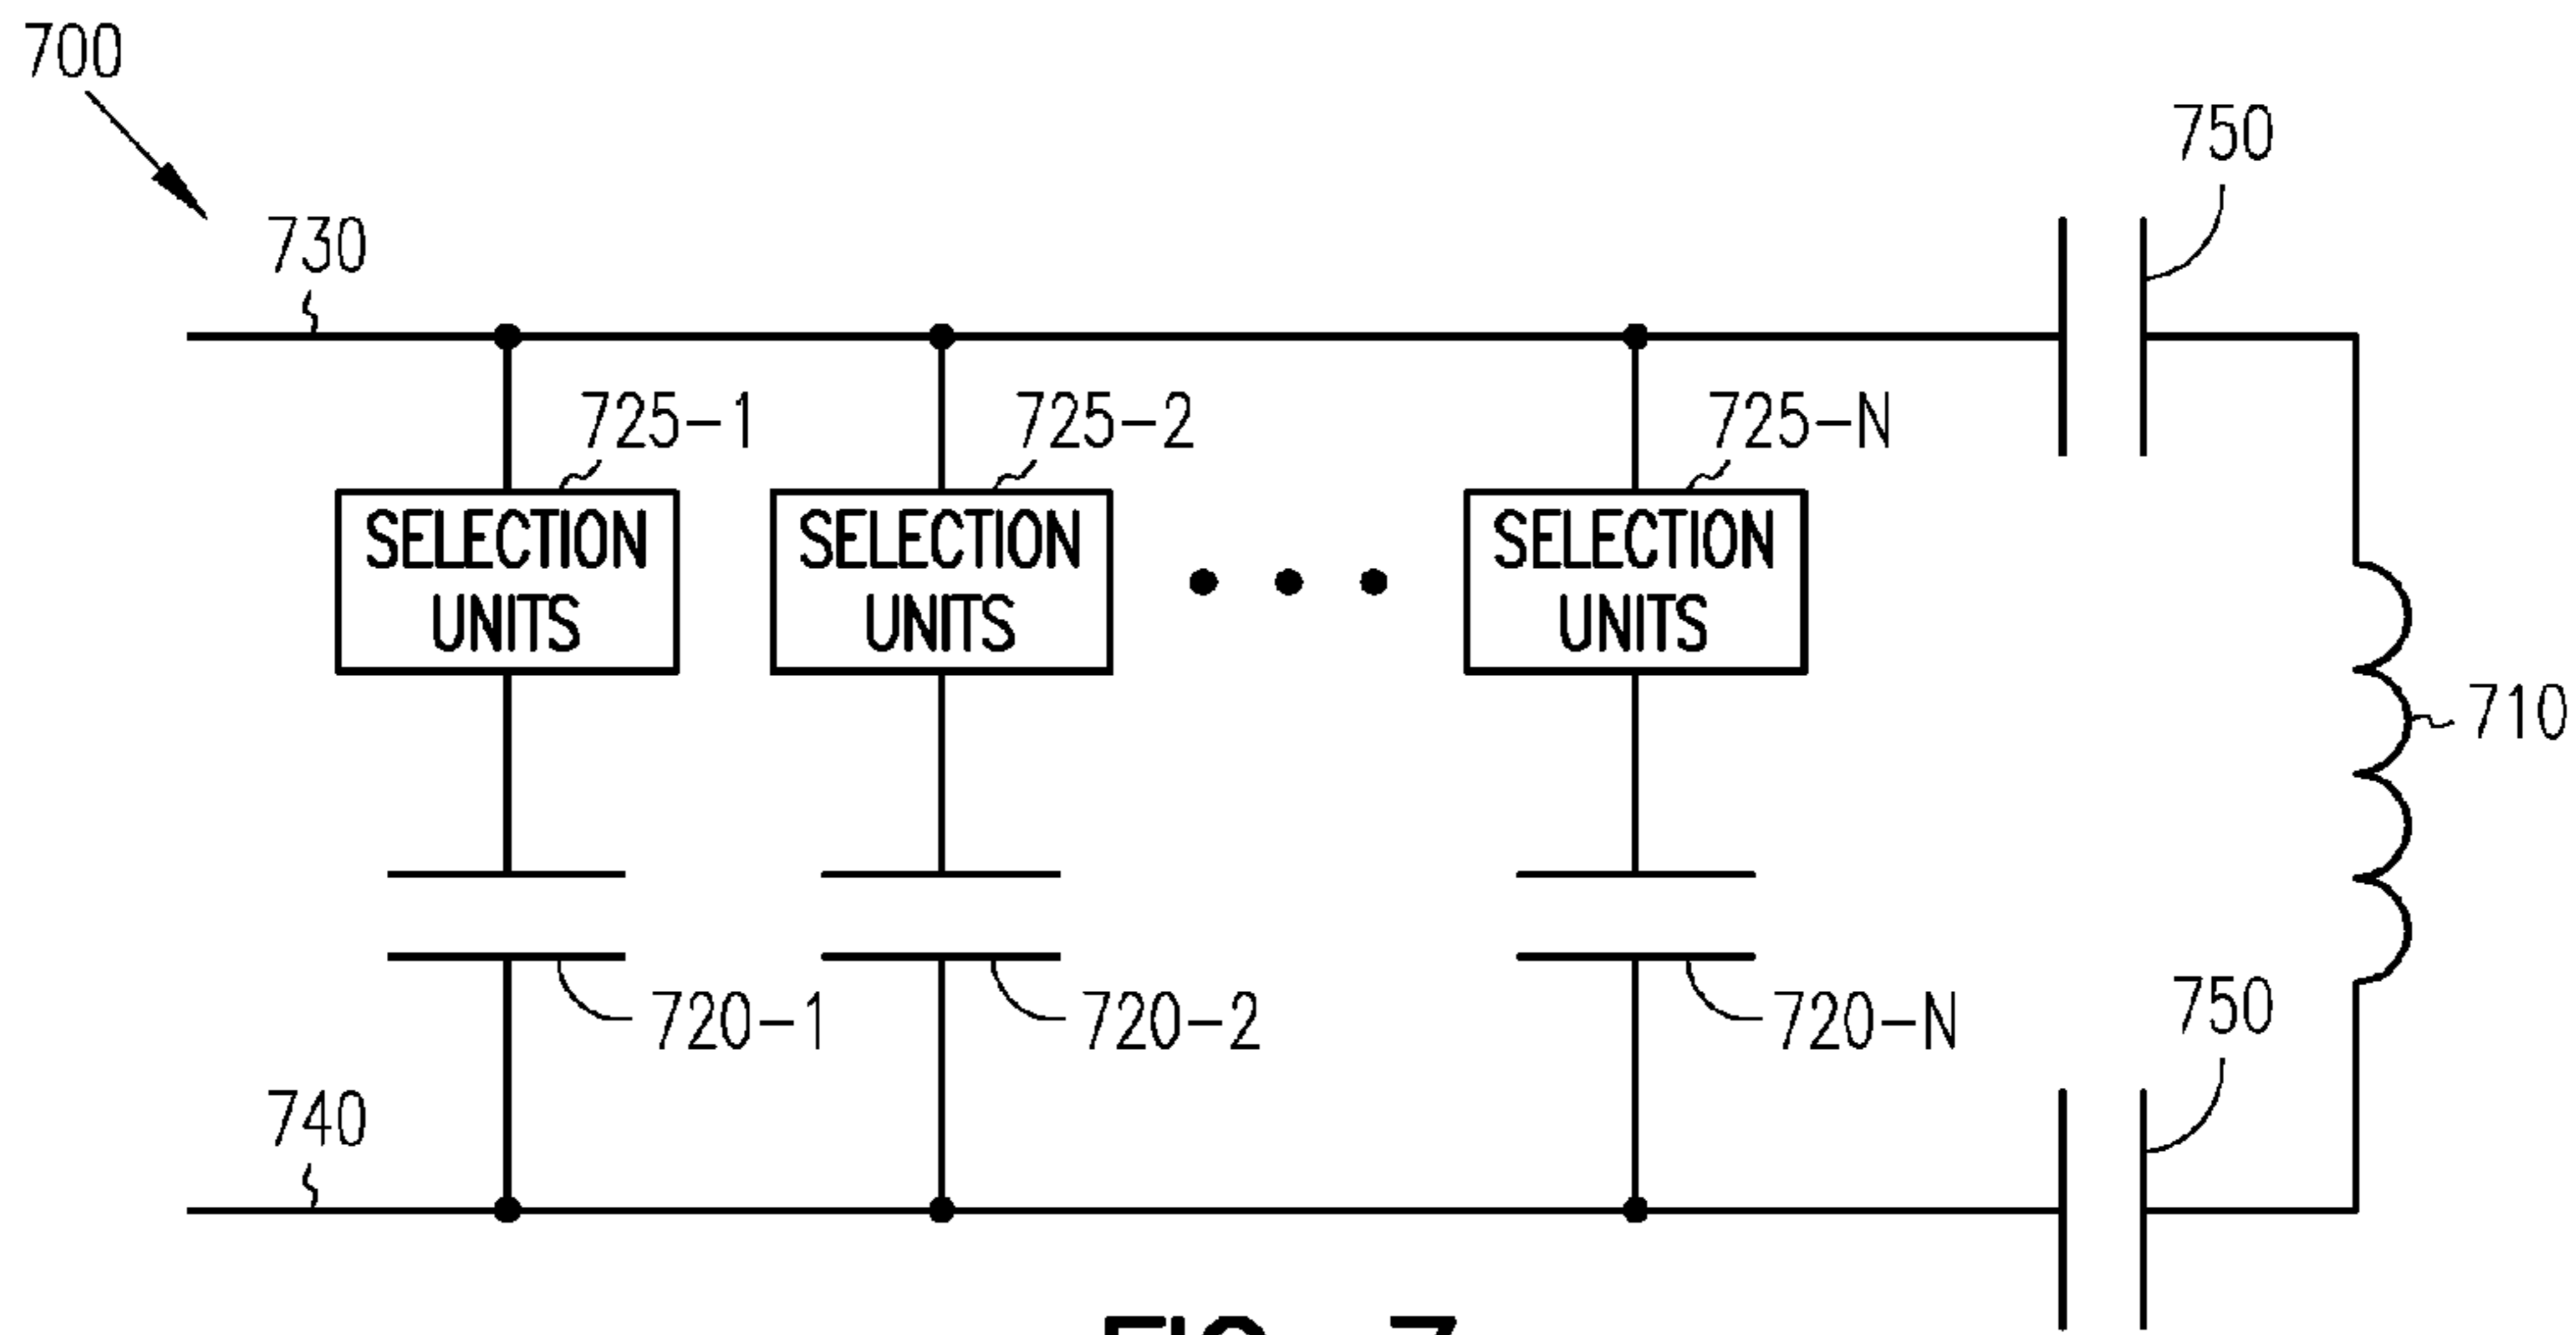 700
750
730
725-1 725-2 725-N
SELECTION UNITS
SELECTION UNITS
SELECTION UNITS
710
720-1 720-2 720-N
750
740